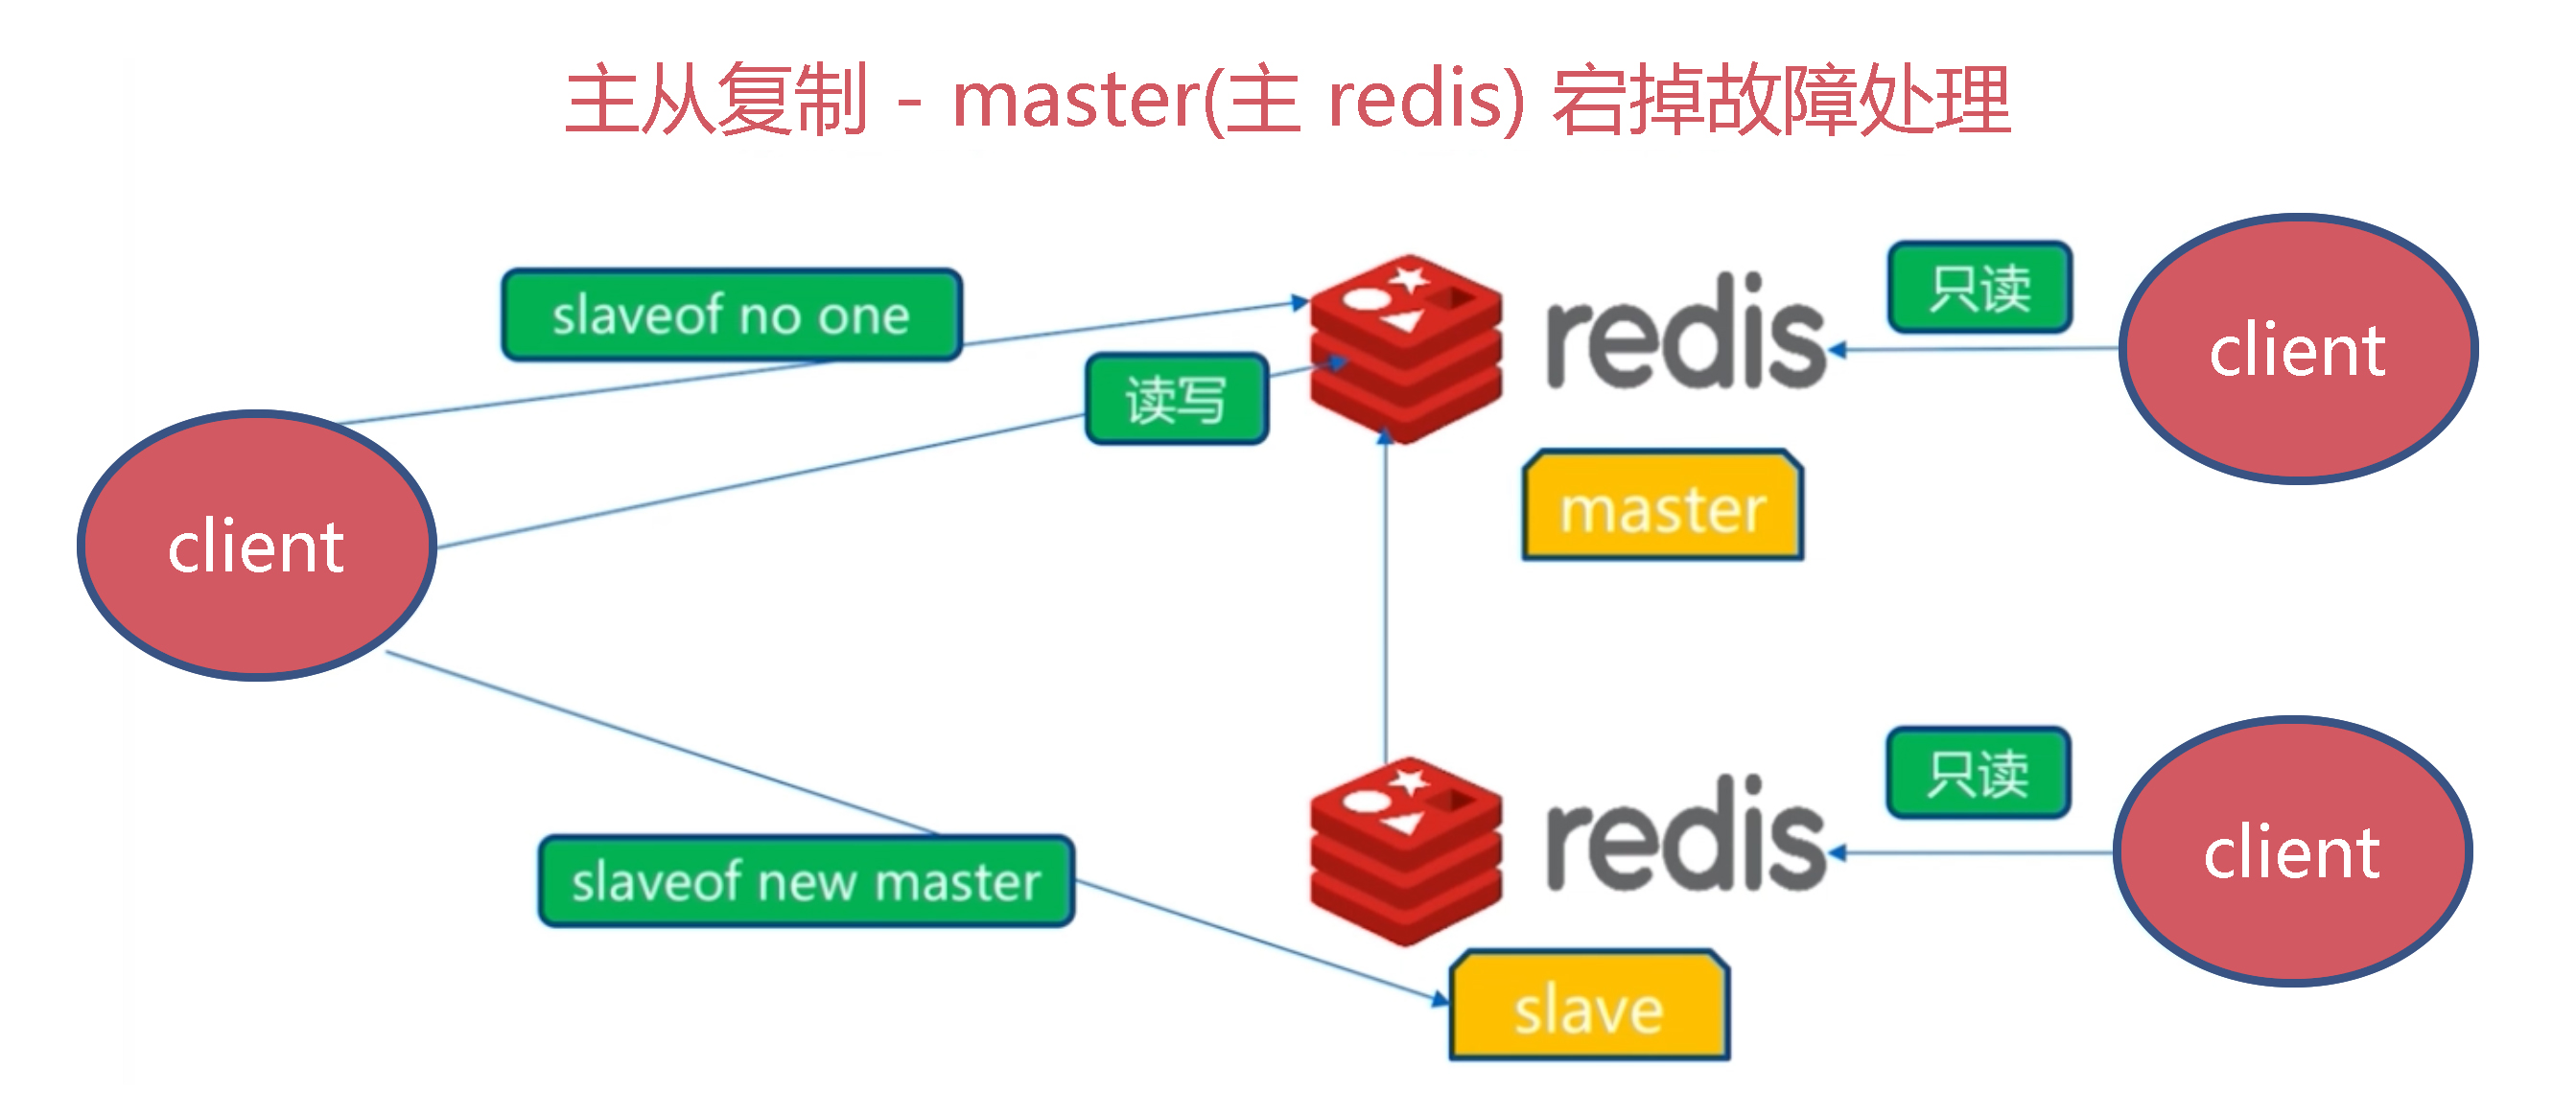 主从复制 - master(主 redis) 宕掉故障处理
slaveof no one
redis
只读
client
读写
client
master
redis
只读
client
slaveof new master
slave